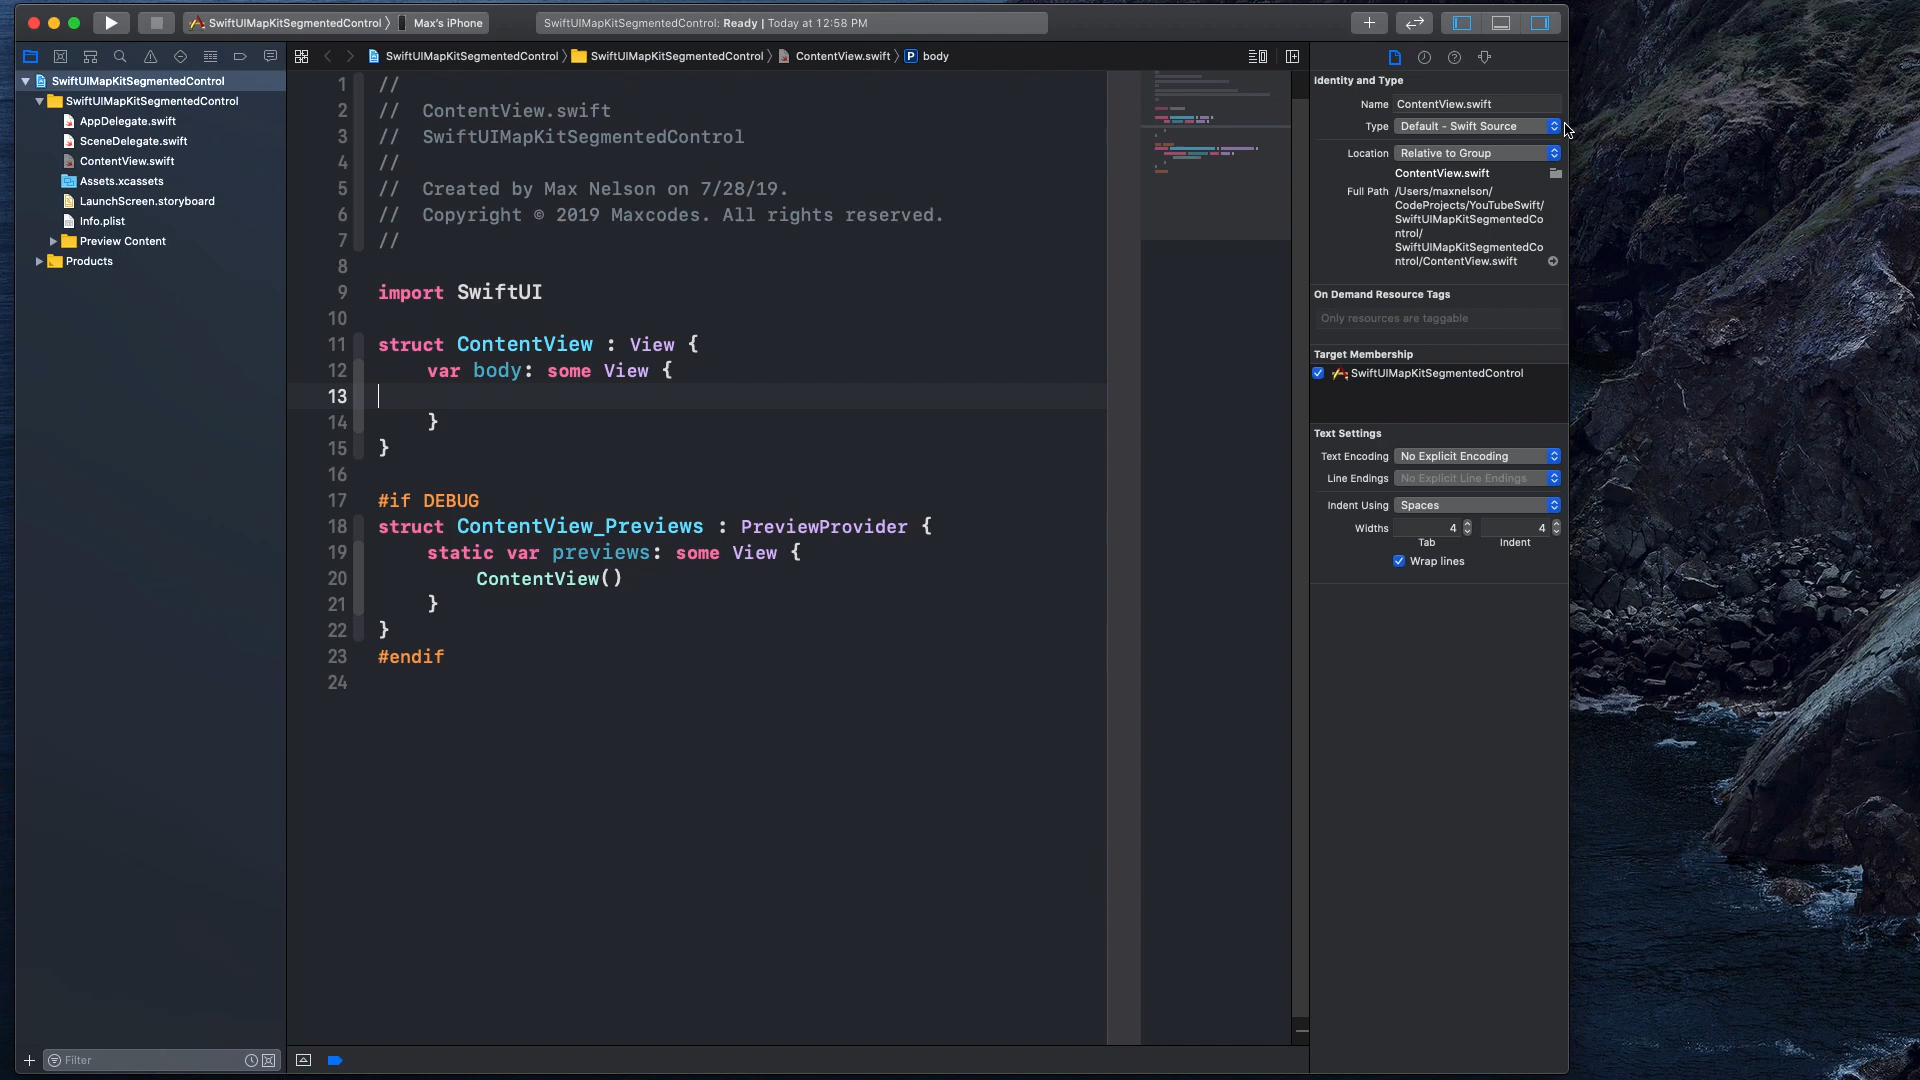 SwiftUIMapKitSegmentedControl 〉 Max's iPhone
SwiftUIMapKitSegmentedControl: Ready | Today at 12:58 PM
SwiftUIMapKitSegmentedControl 〉 SwiftUIMapKitSegmentedControl 〉 ContentView.swift 〉 P body
SwiftUIMapKitSegmentedControl
SwiftUIMapKitSegmentedControl
AppDelegate.swift
SceneDelegate.swift
ContentView.swift
Assets.xcassets
LaunchScreen.storyboard
Info.plist
Preview Content
Products
Filter
1 //
2 //  ContentView.swift
3 //  SwiftUIMapKitSegmentedControl
4 //
5 //  Created by Max Nelson on 7/28/19.
6 //  Copyright © 2019 Maxcodes. All rights reserved.
7 //
8
9 import SwiftUI
10
11 struct ContentView : View {
12     var body: some View {
13
14     }
15 }
16
17 #if DEBUG
18 struct ContentView_Previews : PreviewProvider {
19     static var previews: some View {
20         ContentView()
21     }
22 }
23 #endif
24
Identity and Type
Name ContentView.swift
Type Default - Swift Source
Location Relative to Group
ContentView.swift
Full Path /Users/maxnelson/
CodeProjects/YouTubeSwift/
SwiftUIMapKitSegmentedCo
ntrol/
SwiftUIMapKitSegmentedCo
ntrol/ContentView.swift
On Demand Resource Tags
Only resources are taggable
Target Membership
SwiftUIMapKitSegmentedControl
Text Settings
Text Encoding No Explicit Encoding
Line Endings No Explicit Line Endings
Indent Using Spaces
Widths 4 4
Tab Indent
Wrap lines